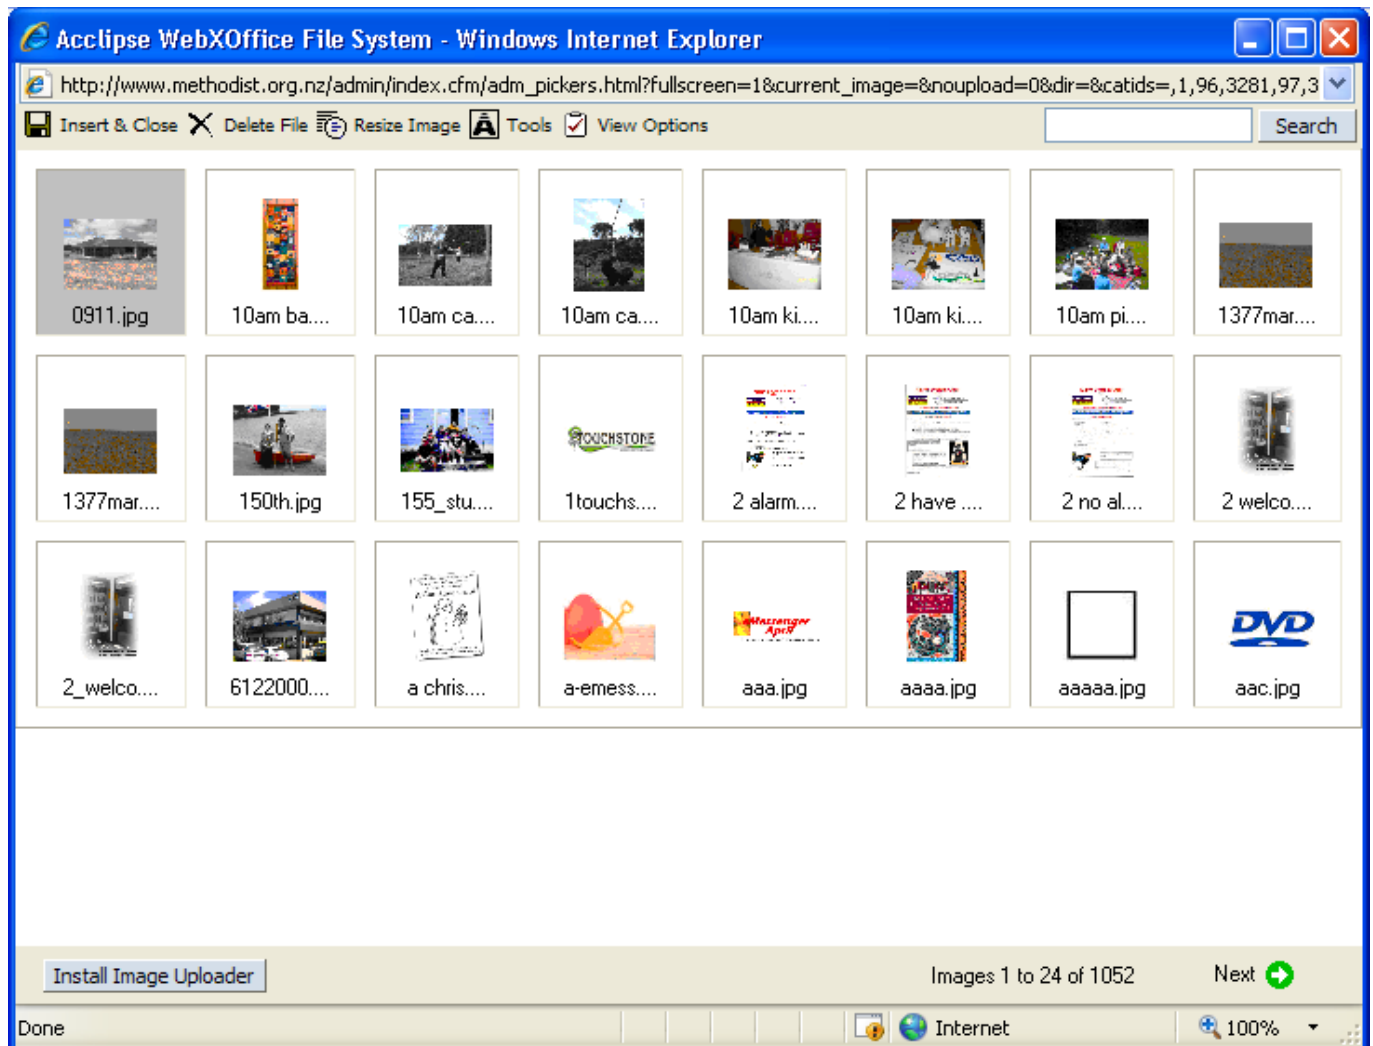 Acclipse WebXOffice File System - Windows Internet Explorer
http://www.methodist.org.nz/admin/index.cfm/adm_pickers.html?fullscreen=1&current_image=&noupload=0&dir=&catids=,1,96,3281,97,3
Insert & Close Delete File Resize Image Tools View Options Search
0911.jpg 10am ba.... 10am ca.... 10am ca.... 10am ki.... 10am ki.... 10am pi.... 1377mar....
TOUCHSTONE
1377mar.... 150th.jpg 155_stu.... 1touchs.... 2 alarm.... 2 have .... 2 no al.... 2 welco....
eMessenger
April
DVD
2_welco.... 6122000.... a chris.... a-emess.... aaa.jpg aaaa.jpg aaaaa.jpg aac.jpg
Install Image Uploader Images 1 to 24 of 1052 Next
Done Internet 100%